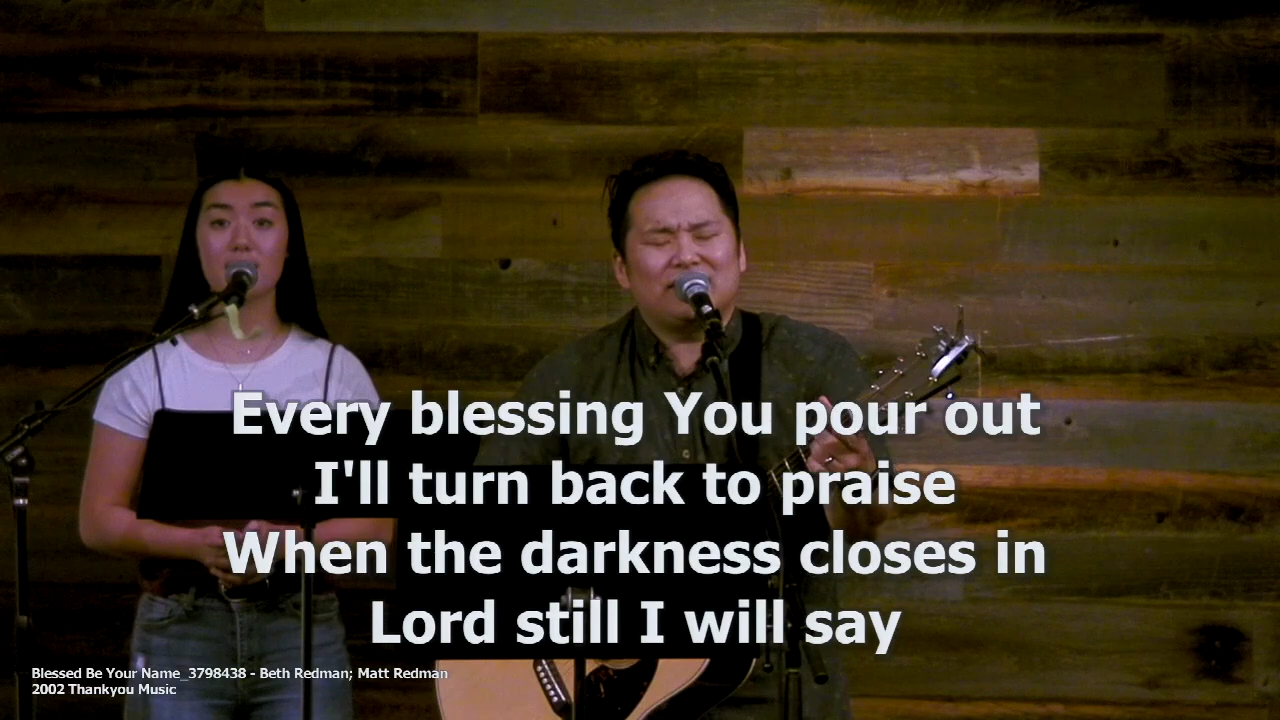 Every blessing You pour out
I'll turn back to praise
When the darkness closes in
Lord still I will say
Blessed Be Your Name_3798438 - Beth Redman; Matt Redman
2002 Thankyou Music